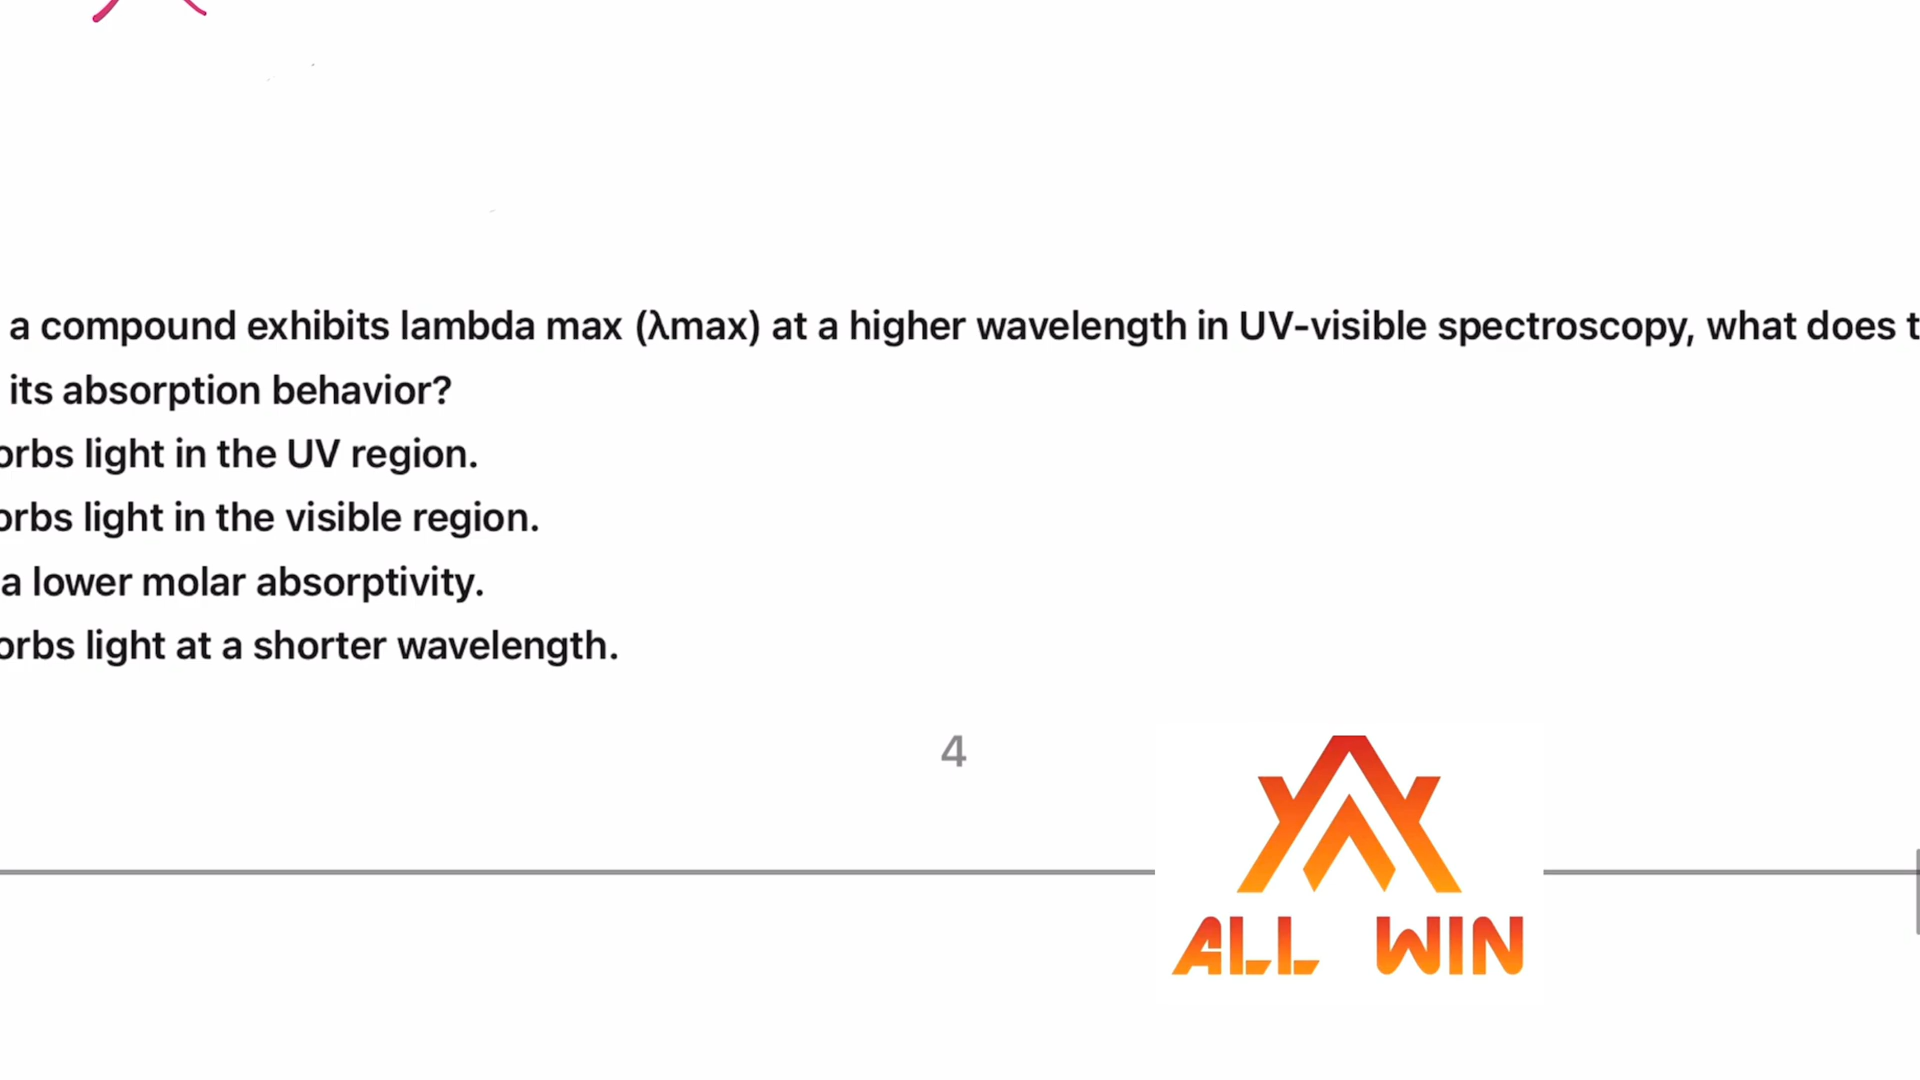 a compound exhibits lambda max (λmax) at a higher wavelength in UV-visible spectroscopy, what does t
its absorption behavior?
orbs light in the UV region.
orbs light in the visible region.
a lower molar absorptivity.
orbs light at a shorter wavelength.
4
ALL WIN